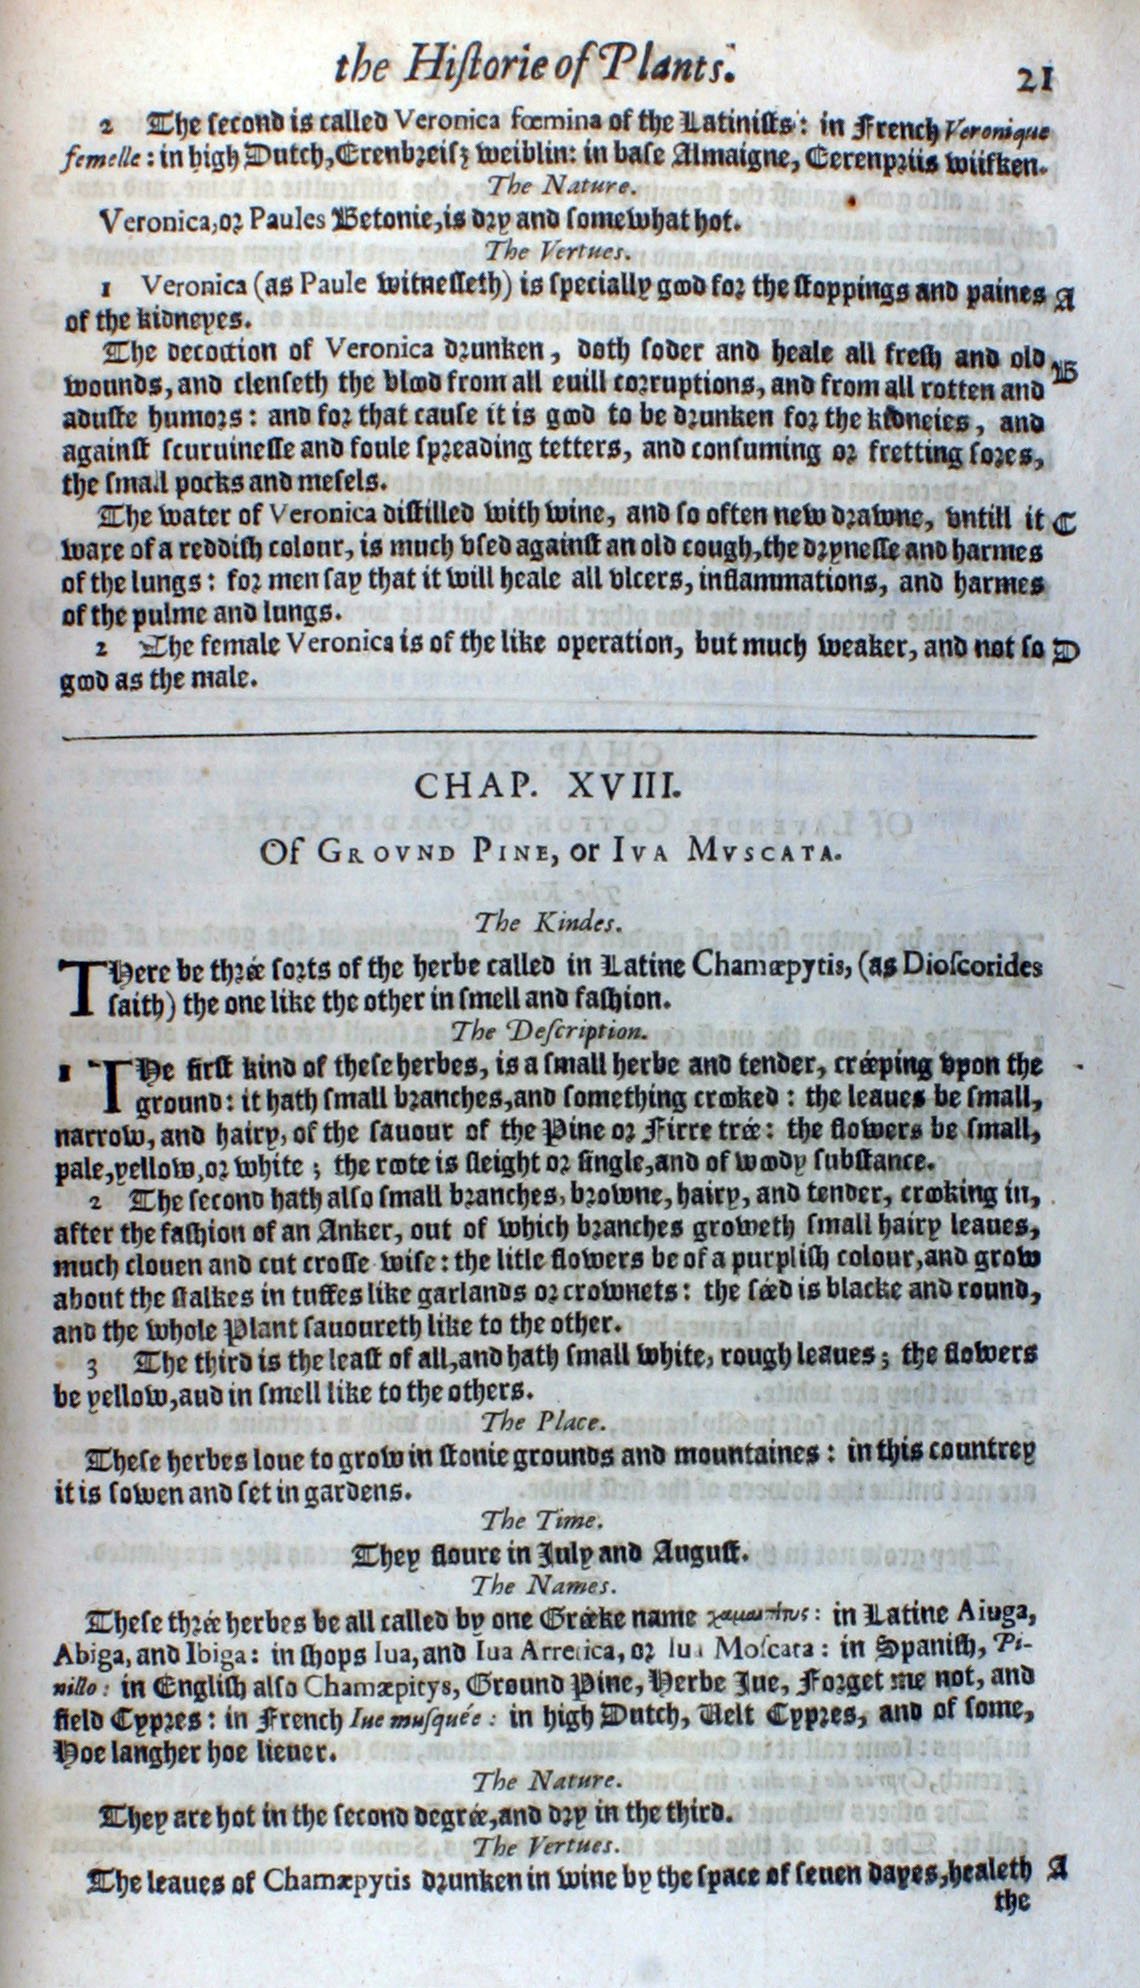 the Hiſtorie of Plants. 21
2 The ſecond is called Veronica fœmina of the Latiniſts: in French Veronique
femelle: in high Dutch, Erenbreiſz weiblin: in baſe Almaigne, Eerenpriis wiifken.
The Nature.
Veronica, or Paules Betonie, is dry and ſomewhat hot.
The Vertues.
1 Veronica (as Paule witneſſeth) is ſpecially good for the ſtoppings and paines A
of the kidneyes.
The decoction of Veronica drunken, doth ſoder and heale all freſh and old B
wounds, and clenſeth the blood from all euill corruptions, and from all rotten and
aduſte humors: and for that cauſe it is good to be drunken for the kidneies, and
againſt ſcuruineſſe and foule ſpreading tetters, and conſuming or fretting ſores,
the ſmall pocks and meſels.
The water of Veronica diſtilled with wine, and ſo often new drawne, vntill it C
waxe of a reddiſh colour, is much vſed againſt an old cough, the dryneſſe and harmes
of the lungs: for men ſay that it will heale all vlcers, inflammations, and harmes
of the pulme and lungs.
2 The female Veronica is of the like operation, but much weaker, and not ſo D
good as the male.
CHAP. XVIII.
Of GROVND PINE, or IVA MVSCATA.
The Kindes.
THere be three ſorts of the herbe called in Latine Chamæpytis, (as Dioſcorides
ſaith) the one like the other in ſmell and faſhion.
The Deſcription.
1 THe firſt kind of theſe herbes, is a ſmall herbe and tender, creeping vpon the
ground: it hath ſmall branches, and ſomething crooked: the leaues be ſmall,
narrow, and hairy, of the ſauour of the Pine or Firre tree: the flowers be ſmall,
pale, yellow, or white; the roote is ſleight or ſingle, and of woody ſubſtance.
2 The ſecond hath alſo ſmall branches, browne, hairy, and tender, crooking in,
after the faſhion of an Anker, out of which branches groweth ſmall hairy leaues,
much clouen and cut croſſe wiſe: the litle flowers be of a purpliſh colour, and grow
about the ſtalkes in tuffes like garlands or crownets: the ſeed is blacke and round,
and the whole Plant ſauoureth like to the other.
3 The third is the leaſt of all, and hath ſmall white, rough leaues; the flowers
be yellow, aud in ſmell like to the others.
The Place.
Theſe herbes loue to grow in ſtonie grounds and mountaines: in this countrey
it is ſowen and ſet in gardens.
The Time.
They floure in July and Auguſt.
The Names.
Theſe three herbes be all called by one Greeke name χαμαιπίτυς: in Latine Aiuga,
Abiga, and Ibiga: in ſhops Iua, and Iua Arretica, or Iua Moſcata: in Spaniſh, Pi-
nillo: in Engliſh alſo Chamæpitys, Ground Pine, Herbe Jue, Forget me not, and
field Cypres: in French Iue muſquée: in high Dutch, Velt Cypres, and of ſome,
Hoe langher hoe lieuer.
The Nature.
They are hot in the ſecond degree, and dry in the third.
The Vertues.
The leaues of Chamæpytis drunken in wine by the ſpace of ſeuen dayes, healeth A
the